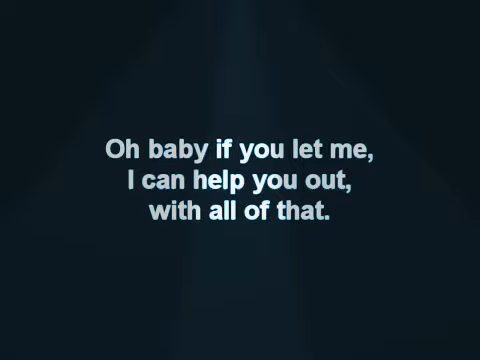 Oh baby if you let me,
I can help you out,
with all of that.